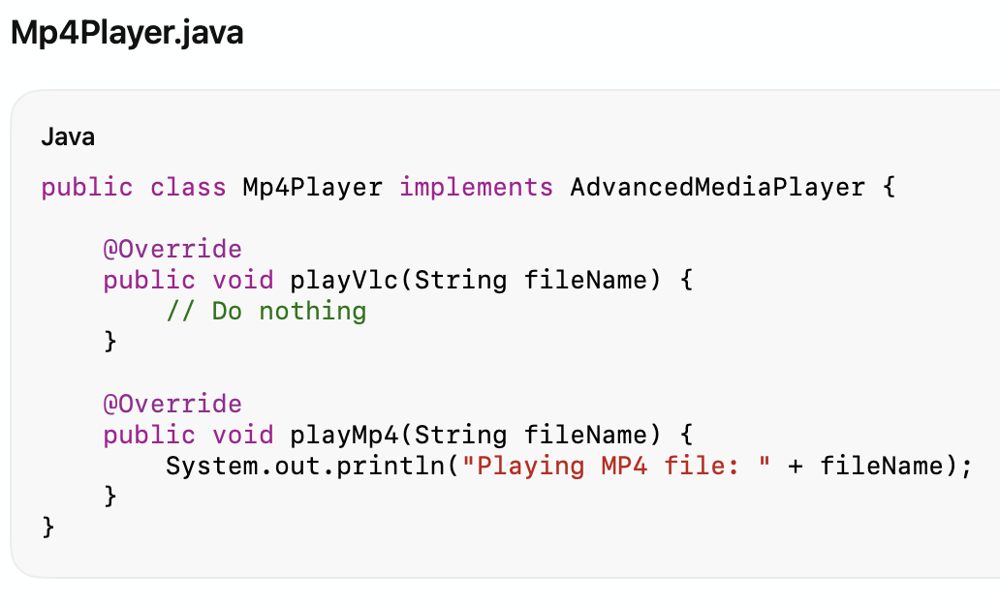 Mp4Player.java
Java
public class Mp4Player implements AdvancedMediaPlayer {
@Override
public void playVlc(String fileName) {
// Do nothing
}
@Override
public void playMp4(String fileName) {
System.out.println("Playing MP4 file: " + fileName);
}
}